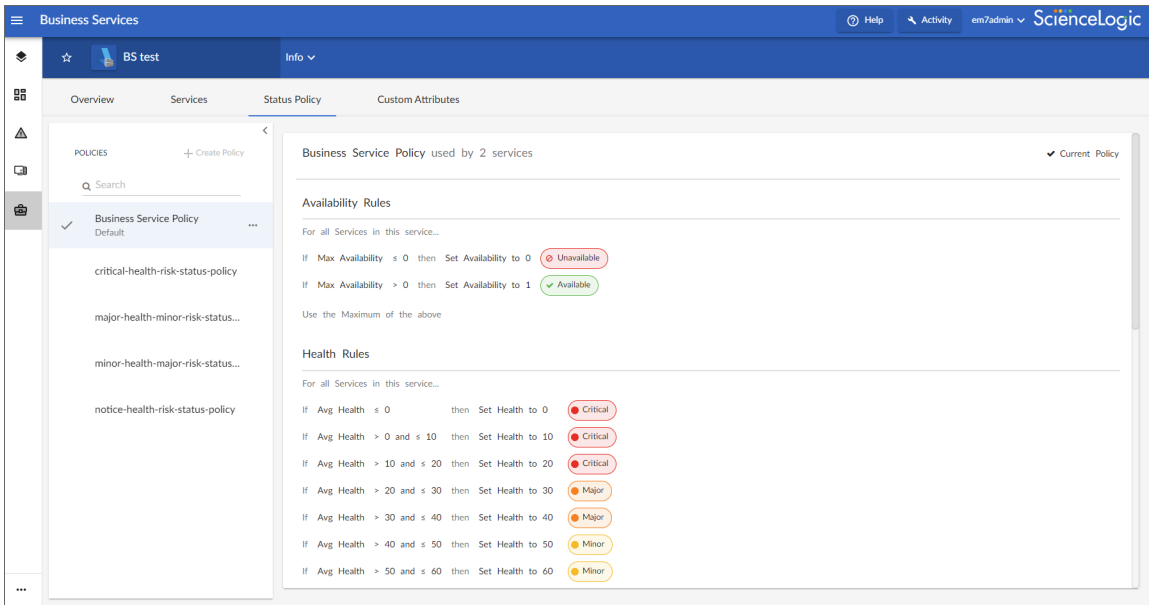 Business Services
Help
Activity
em7admin
ScienceLogic
BS test
Info
Overview
Services
Status Policy
Custom Attributes
POLICIES
+ Create Policy
Search
Business Service Policy
Default
...
critical-health-risk-status-policy
major-health-minor-risk-status...
minor-health-major-risk-status...
notice-health-risk-status-policy
...
Business Service Policy used by 2 services
Current Policy
Availability Rules
For all Services in this service...
If Max Availability ≤ 0 then Set Availability to 0 Unavailable
If Max Availability > 0 then Set Availability to 1 Available
Use the Maximum of the above
Health Rules
For all Services in this service...
If Avg Health ≤ 0 then Set Health to 0 Critical
If Avg Health > 0 and ≤ 10 then Set Health to 10 Critical
If Avg Health > 10 and ≤ 20 then Set Health to 20 Critical
If Avg Health > 20 and ≤ 30 then Set Health to 30 Major
If Avg Health > 30 and ≤ 40 then Set Health to 40 Major
If Avg Health > 40 and ≤ 50 then Set Health to 50 Minor
If Avg Health > 50 and ≤ 60 then Set Health to 60 Minor